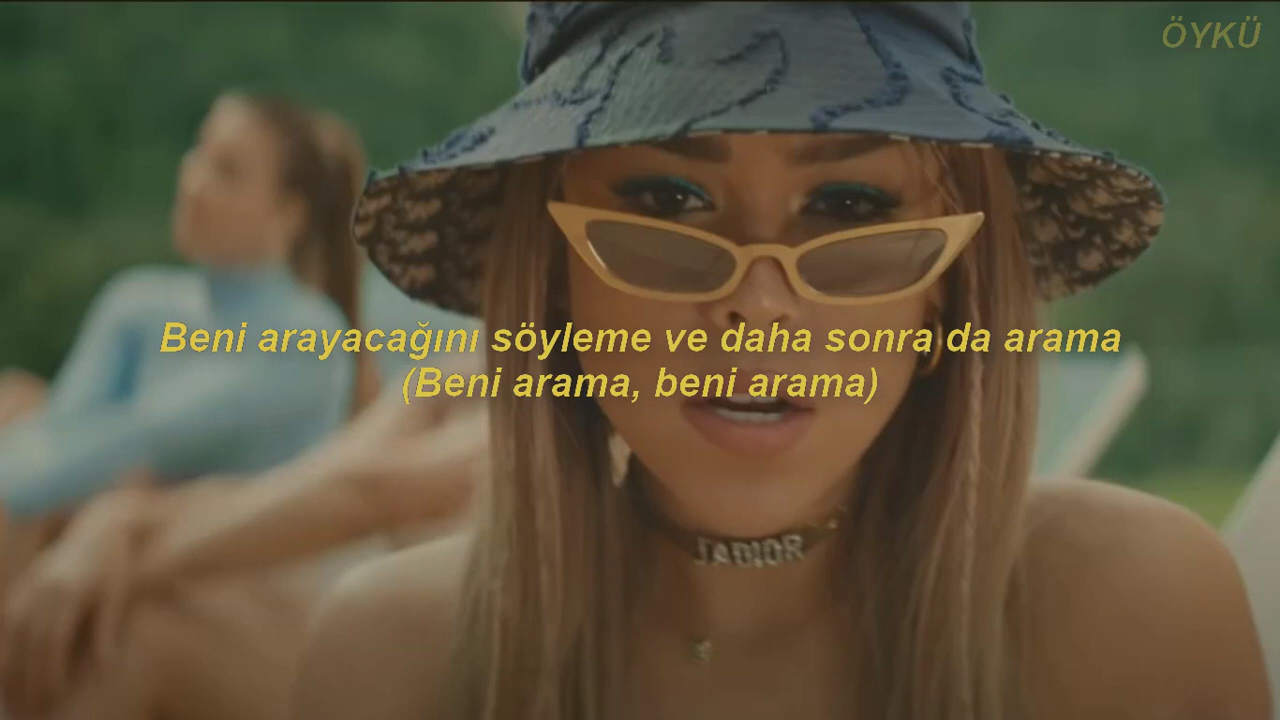 ÖYKÜ
Beni arayacağını söyleme ve daha sonra da arama
(Beni arama, beni arama)
J'ADIOR